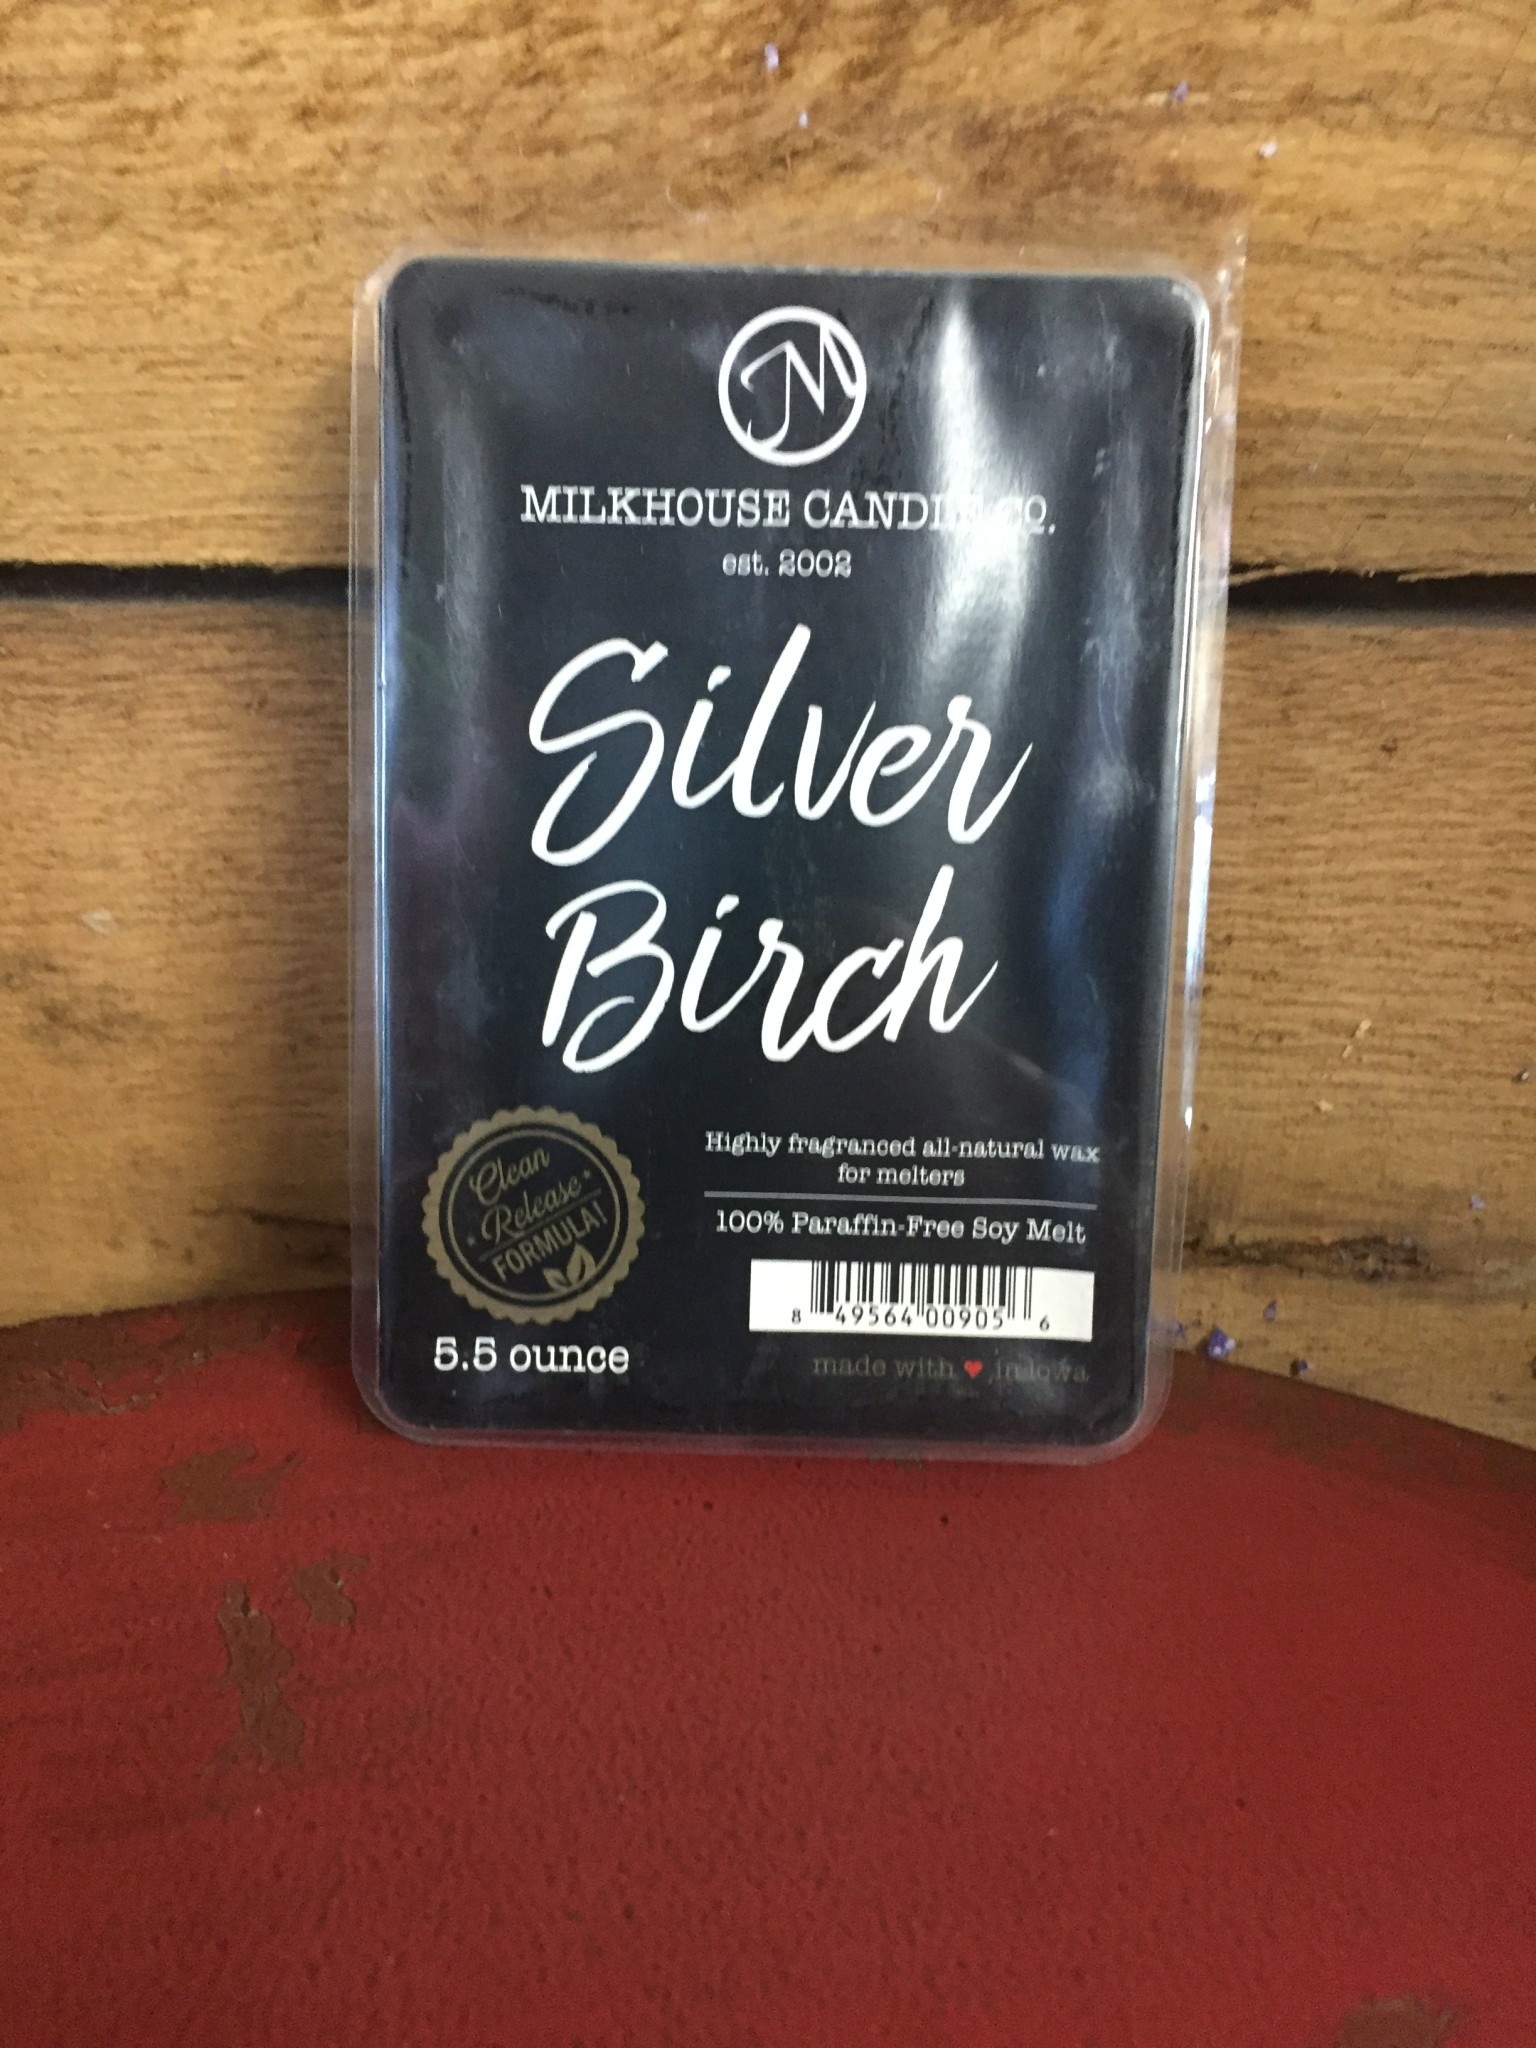 M
MILKHOUSE CANDLE CO.
est. 2002
Silver
Birch
Clean
Release
FORMULA!
5.5 ounce
Highly fragranced all-natural wax
for melters
100% Paraffin-Free Soy Melt
8 49564 00905 6
made with ♥ in Iowa